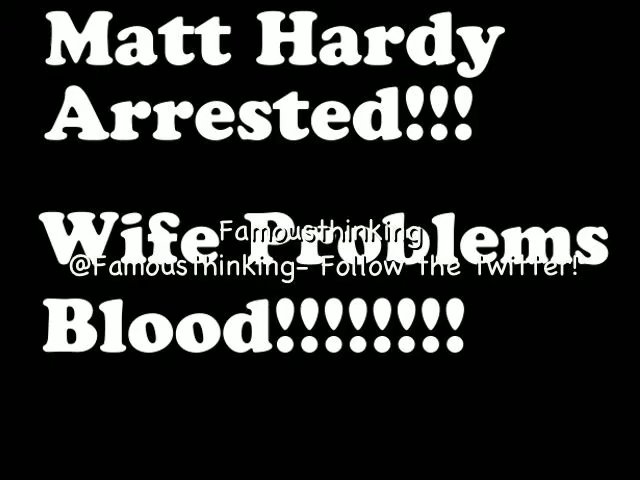 Matt Hardy
Arrested!!!
Wife Problems
Famousthinking
@Famousthinking- Follow the Twitter!
Blood!!!!!!!!